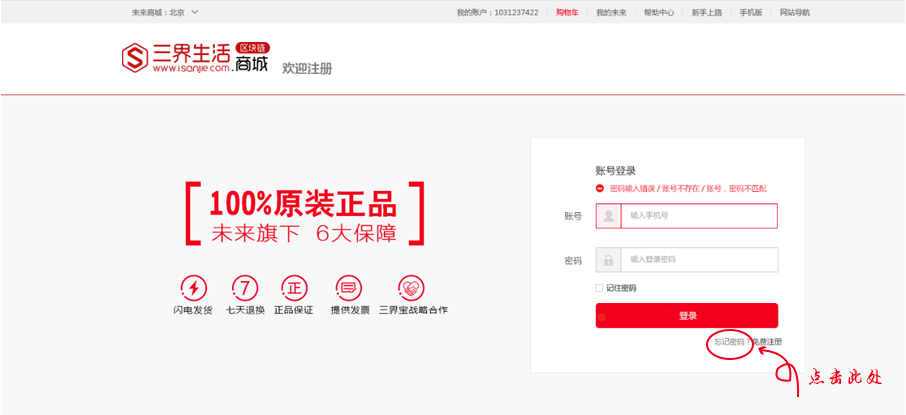 未来商城：北京
我的账户：1031237422 购物车 我的未来 帮助中心 新手上路 手机版 网站导航
三界生活 区块链
www.isanjie.com.商城
欢迎注册
账号登录
密码输入错误 / 账号不存在 / 账号，密码不匹配
账号 输入手机号
密码 输入登录密码
记住密码
登录
忘记密码？免费注册
点击此处
100%原装正品
未来旗下 6大保障
7 正
闪电发货 七天退换 正品保证 提供发票 三界宝战略合作